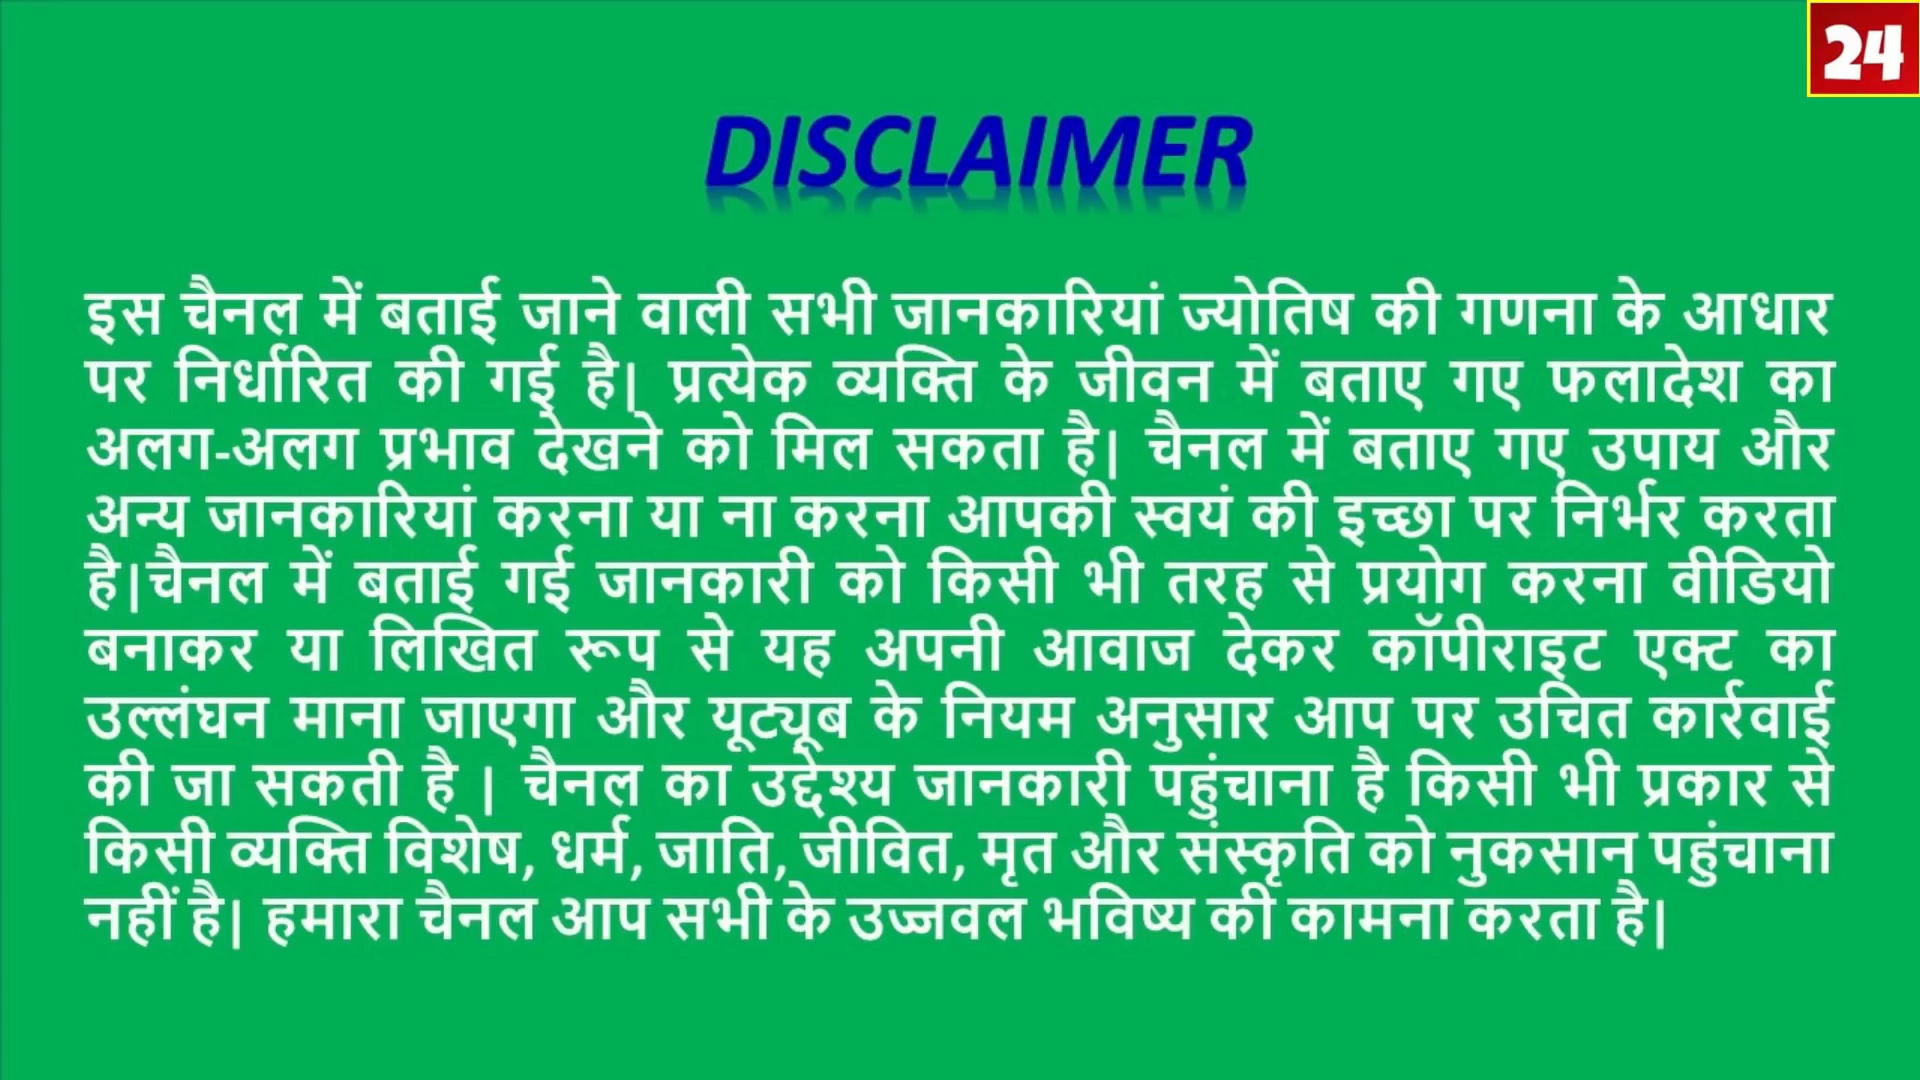 24
DISCLAIMER
इस चैनल में बताई जाने वाली सभी जानकारियां ज्योतिष की गणना के आधार
पर निर्धारित की गई है| प्रत्येक व्यक्ति के जीवन में बताए गए फलादेश का
अलग-अलग प्रभाव देखने को मिल सकता है| चैनल में बताए गए उपाय और
अन्य जानकारियां करना या ना करना आपकी स्वयं की इच्छा पर निर्भर करता
है|चैनल में बताई गई जानकारी को किसी भी तरह से प्रयोग करना वीडियो
बनाकर या लिखित रूप से यह अपनी आवाज देकर कॉपीराइट एक्ट का
उल्लंघन माना जाएगा और यूट्यूब के नियम अनुसार आप पर उचित कार्रवाई
की जा सकती है | चैनल का उद्देश्य जानकारी पहुंचाना है किसी भी प्रकार से
किसी व्यक्ति विशेष, धर्म, जाति, जीवित, मृत और संस्कृति को नुकसान पहुंचाना
नहीं है| हमारा चैनल आप सभी के उज्जवल भविष्य की कामना करता है|